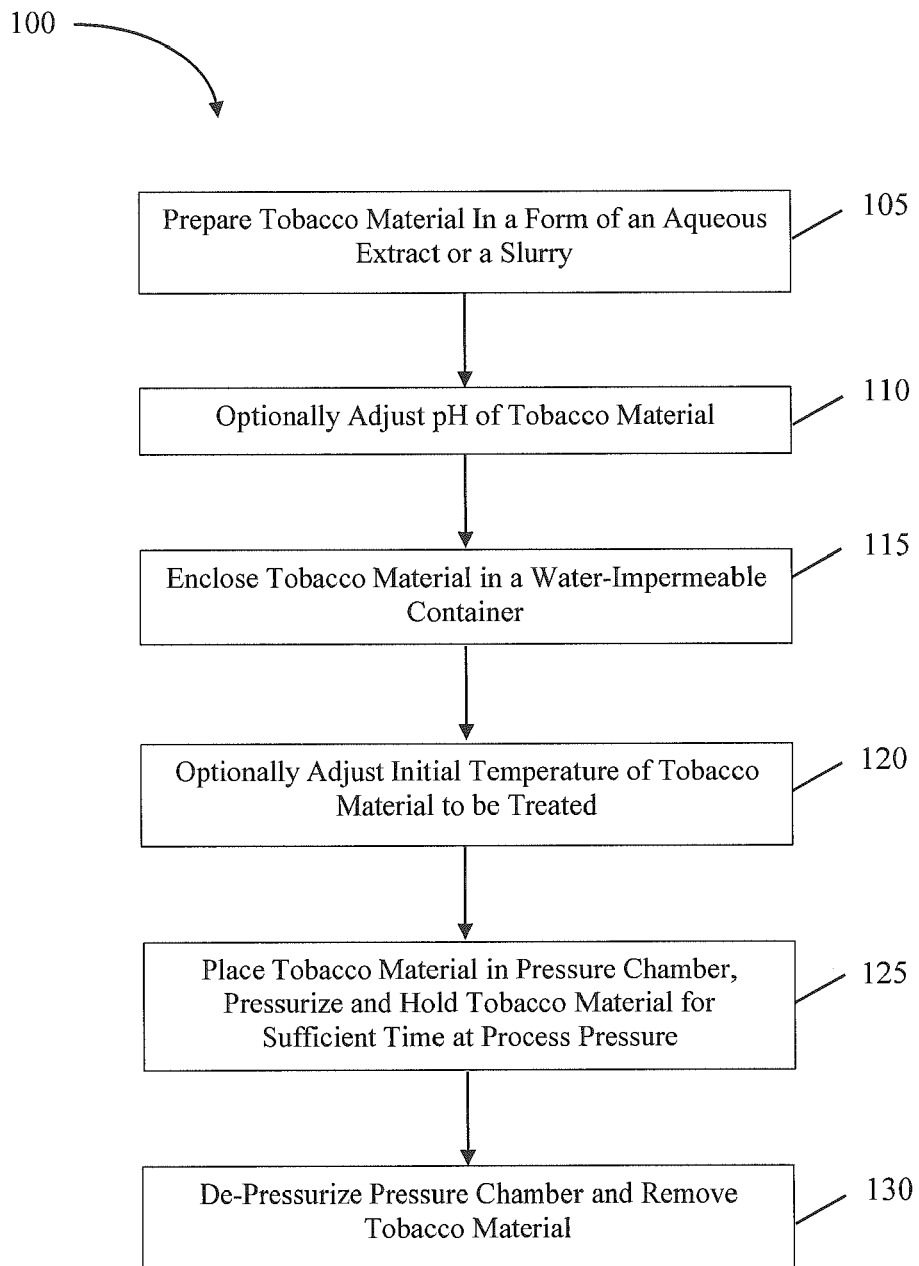 100
Prepare Tobacco Material In a Form of an Aqueous
Extract or a Slurry
105
Optionally Adjust pH of Tobacco Material
110
Enclose Tobacco Material in a Water-Impermeable
Container
115
Optionally Adjust Initial Temperature of Tobacco
Material to be Treated
120
Place Tobacco Material in Pressure Chamber,
Pressurize and Hold Tobacco Material for
Sufficient Time at Process Pressure
125
De-Pressurize Pressure Chamber and Remove
Tobacco Material
130